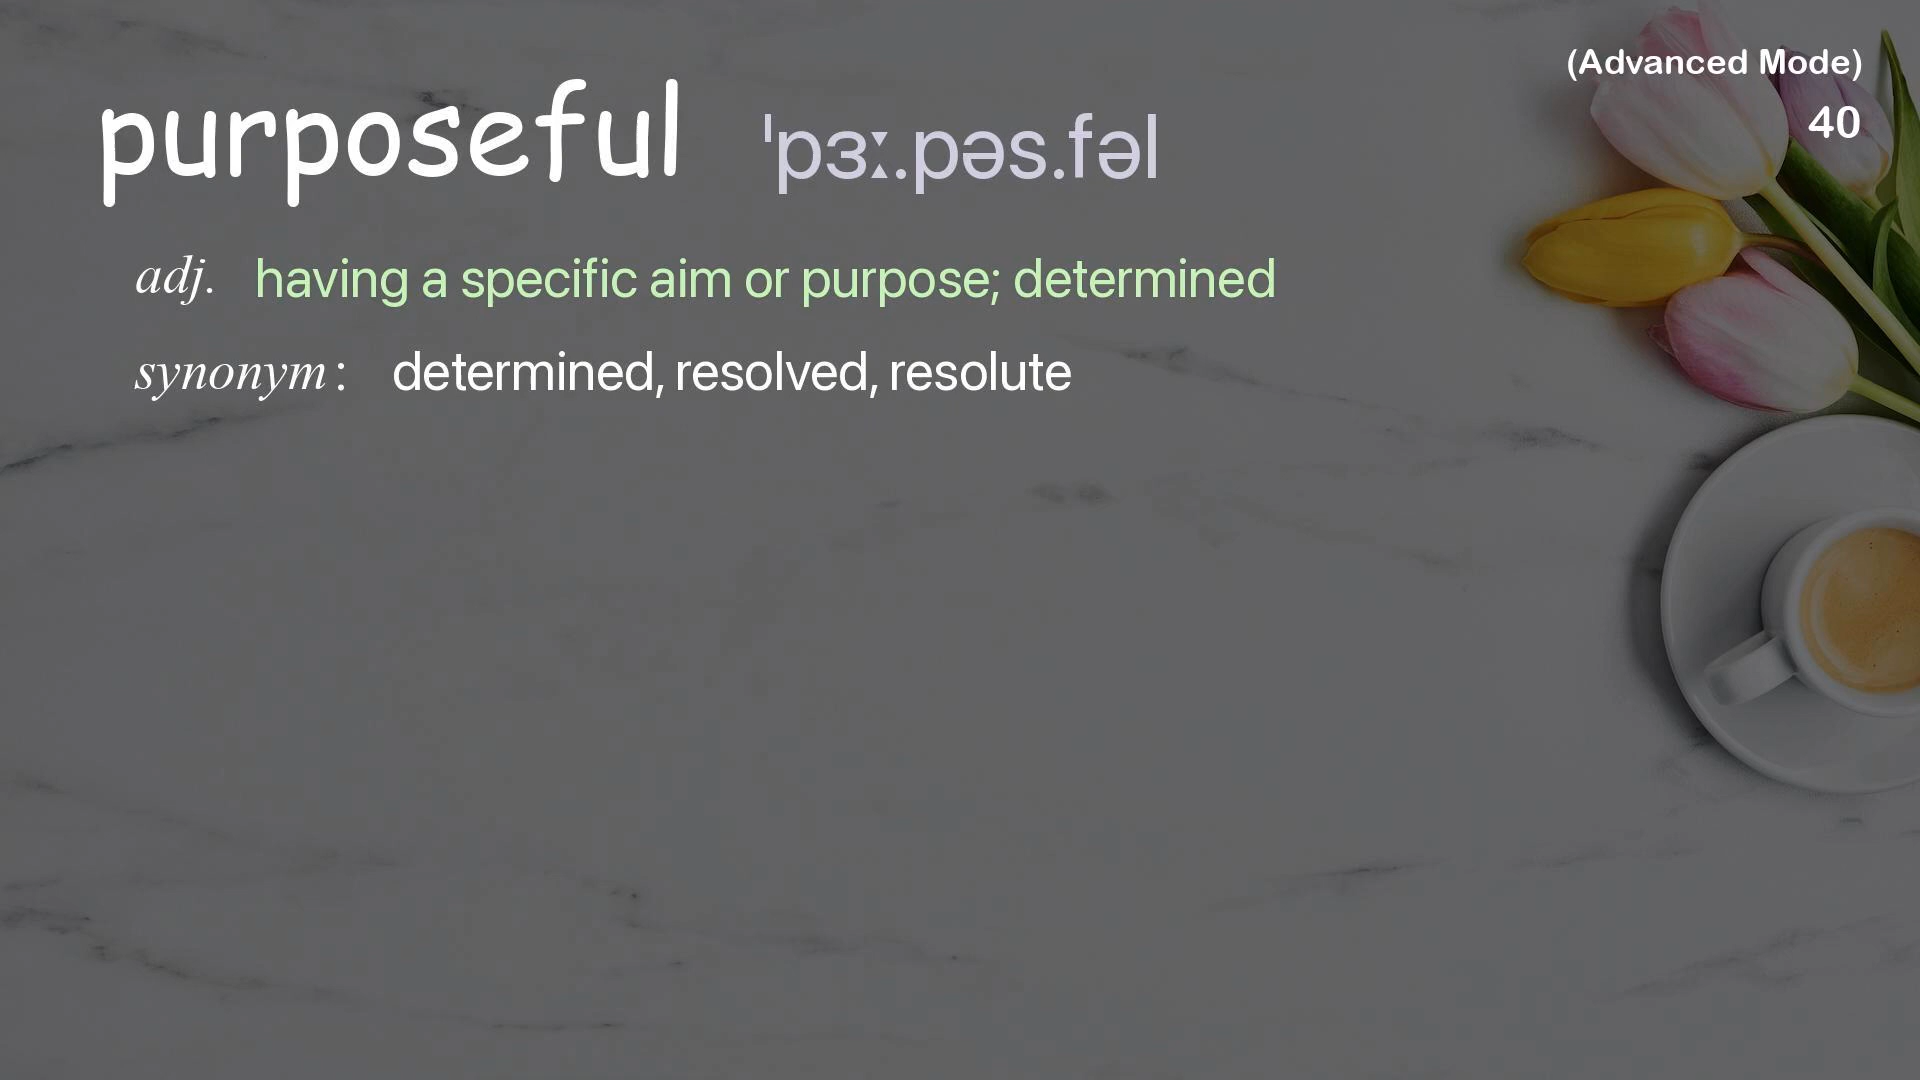 (Advanced Mode)
40
purposeful ˈpɜː.pəs.fəl
adj. having a specific aim or purpose; determined
synonym : determined, resolved, resolute